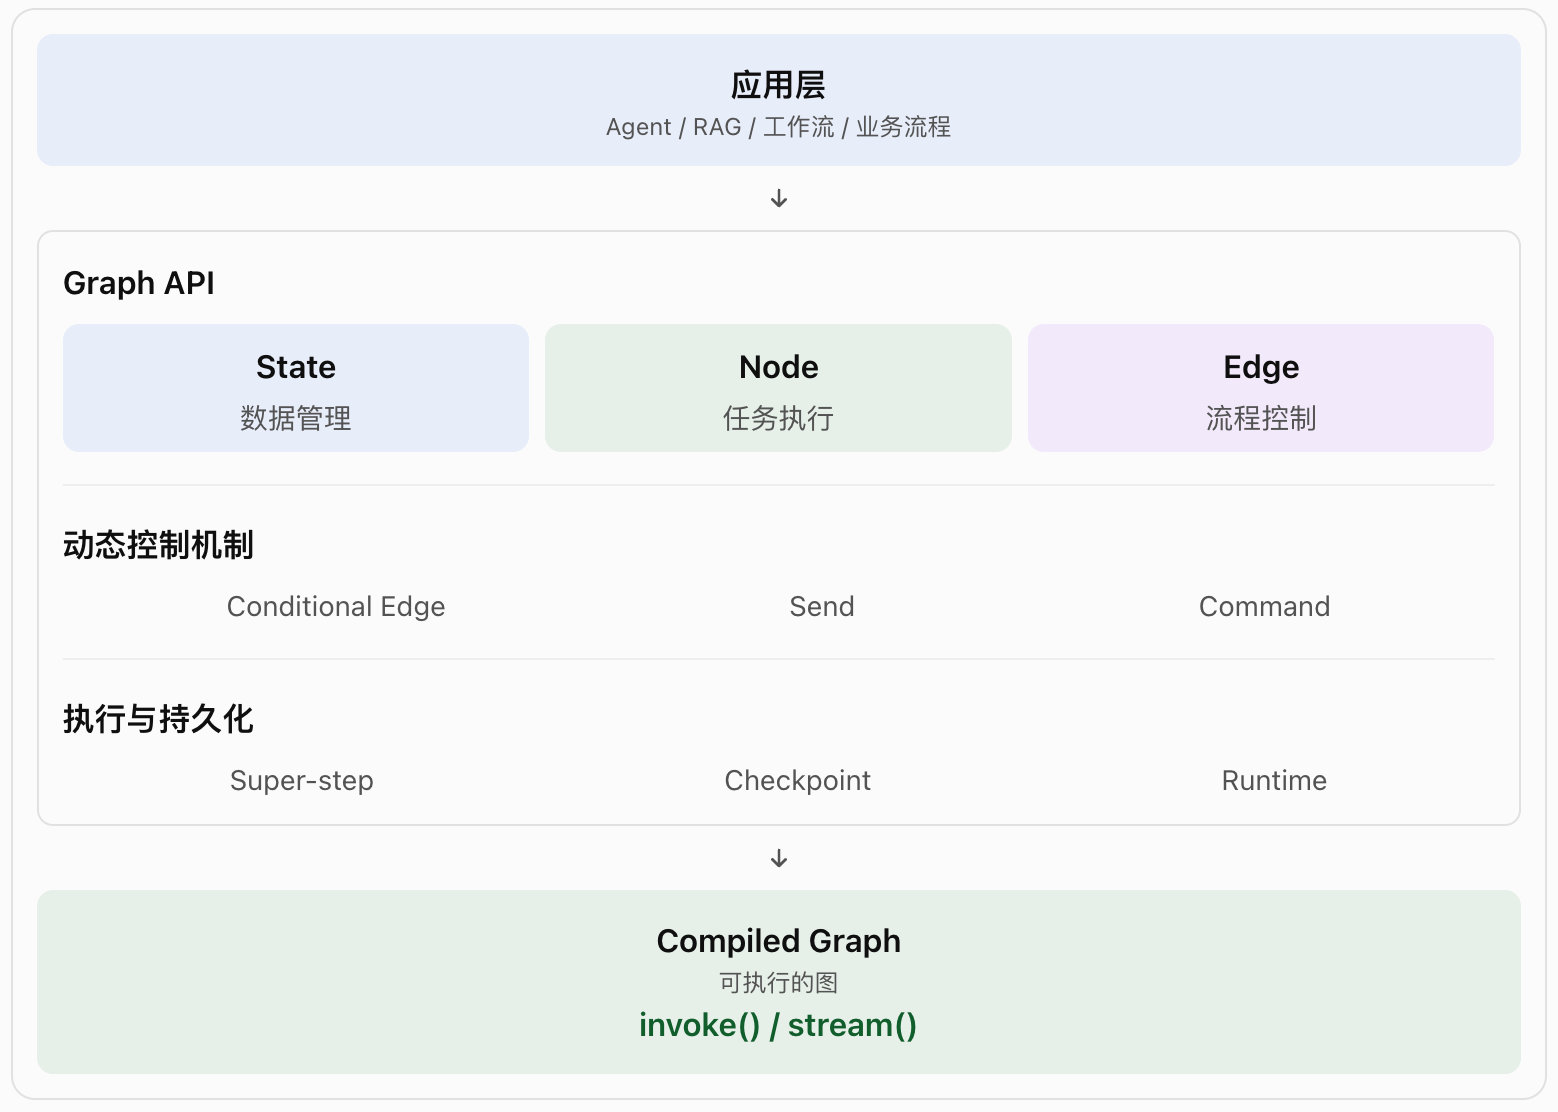 应用层
Agent / RAG / 工作流 / 业务流程
↓
Graph API
State
数据管理
Node
任务执行
Edge
流程控制
动态控制机制
Conditional Edge
Send
Command
执行与持久化
Super-step
Checkpoint
Runtime
↓
Compiled Graph
可执行的图
invoke() / stream()